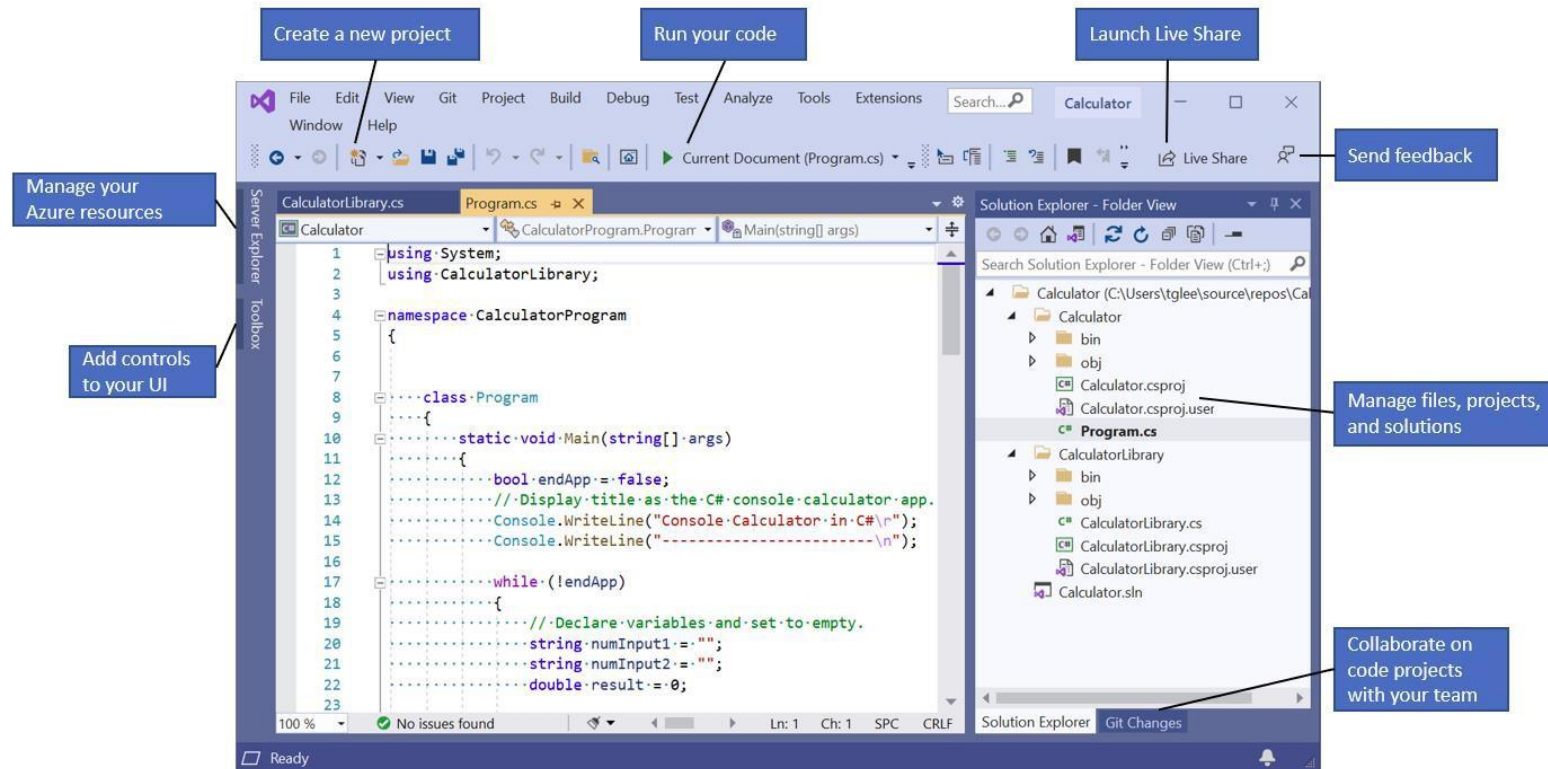 Create a new project
Run your code
Launch Live Share
File Edit View Git Project Build Debug Test Analyze Tools Extensions Search... Calculator
Window Help
Current Document (Program.cs) Live Share
Send feedback
Manage your
Azure resources
Server Explorer
Toolbox
Add controls
to your UI
CalculatorLibrary.cs Program.cs
Calculator CalculatorProgram.Program Main(string[] args)
1 using·System;
2 using·CalculatorLibrary;
3
4 namespace·CalculatorProgram
5 {
6
7
8 ····class·Program
9 ····{
10 ········static·void·Main(string[]·args)
11 ········{
12 ············bool·endApp·=·false;
13 ············//·Display·title·as·the·C#·console·calculator·app.
14 ············Console.WriteLine("Console·Calculator·in·C#\r");
15 ············Console.WriteLine("------------------------\n");
16
17 ············while·(!endApp)
18 ············{
19 ················//·Declare·variables·and·set·to·empty.
20 ················string·numInput1·=·"";
21 ················string·numInput2·=·"";
22 ················double·result·=·0;
23
100 % No issues found Ln: 1 Ch: 1 SPC CRLF
Solution Explorer - Folder View
Search Solution Explorer - Folder View (Ctrl+;)
Calculator (C:\Users\tglee\source\repos\Cal
Calculator
bin
obj
C# Calculator.csproj
Calculator.csproj.user
C# Program.cs
CalculatorLibrary
bin
obj
C# CalculatorLibrary.cs
C# CalculatorLibrary.csproj
CalculatorLibrary.csproj.user
Calculator.sln
Manage files, projects,
and solutions
Collaborate on
code projects
with your team
Solution Explorer Git Changes
Ready